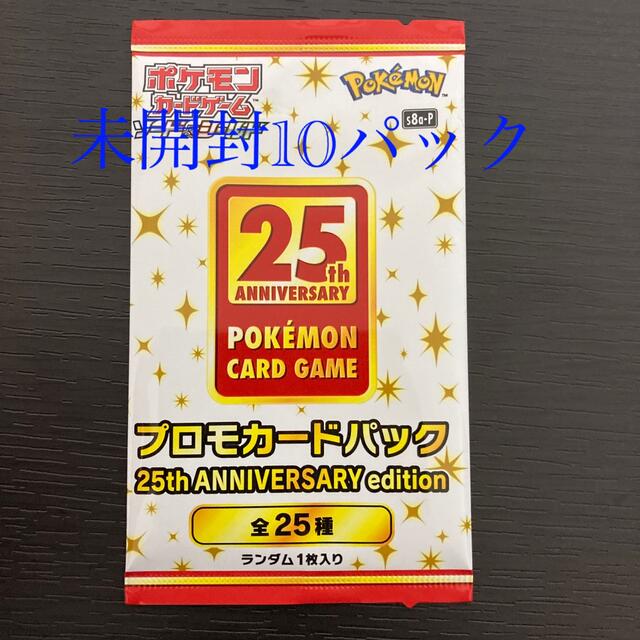 ポケモン
カードゲーム
Pokémon
s8a-P
未開封10パック
25th
ANNIVERSARY
POKÉMON
CARD GAME
プロモカードパック
25th ANNIVERSARY edition
全25種
ランダム1枚入り